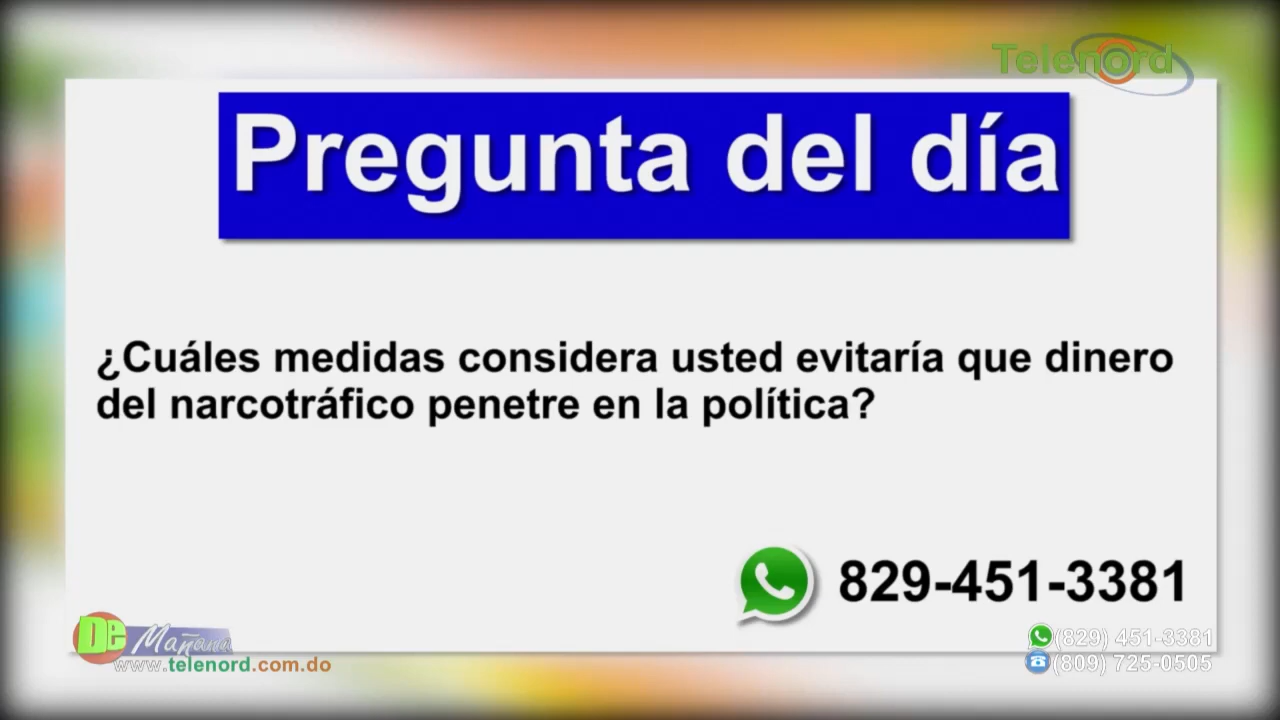 Telenord
Pregunta del día
¿Cuáles medidas considera usted evitaría que dinero
del narcotráfico penetre en la política?
829-451-3381
De Mañana
www.telenord.com.do
(829) 451-3381
(809) 725-0505